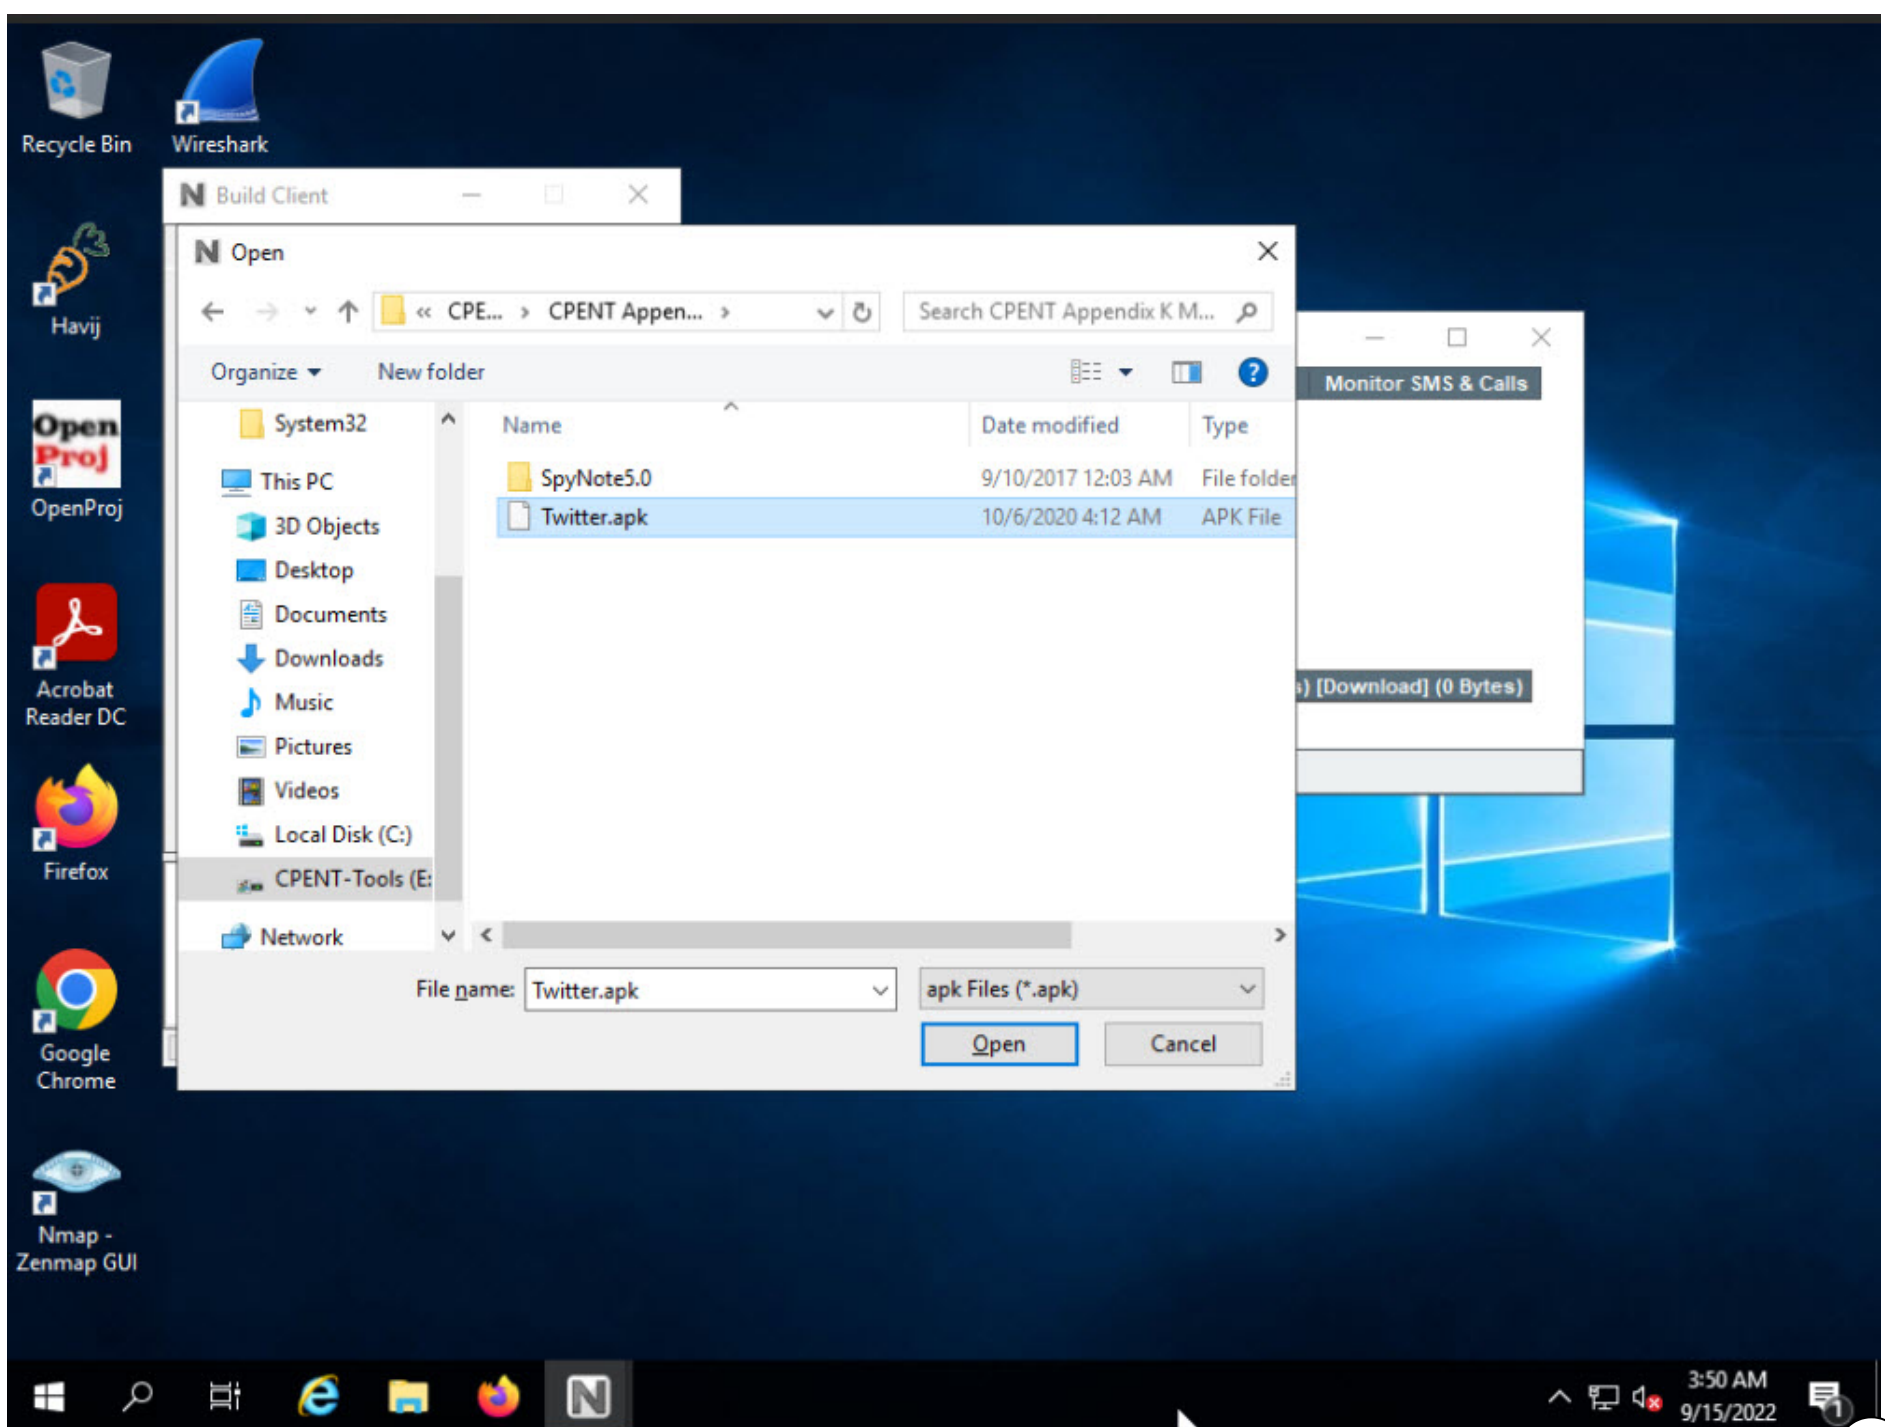 Recycle Bin
Wireshark
Havij
Open
Proj
OpenProj
Acrobat
Reader DC
Firefox
Google
Chrome
Nmap -
Zenmap GUI
N Build Client
N Open
« CPE... › CPENT Appen... ›
Search CPENT Appendix K M...
Organize
New folder
?
System32
This PC
3D Objects
Desktop
Documents
Downloads
Music
Pictures
Videos
Local Disk (C:)
CPENT-Tools (E:
Network
Name Date modified Type
SpyNote5.0 9/10/2017 12:03 AM File folder
Twitter.apk 10/6/2020 4:12 AM APK File
File name: Twitter.apk
apk Files (*.apk)
Open
Cancel
Monitor SMS & Calls
s) [Download] (0 Bytes)
N
3:50 AM
9/15/2022
1